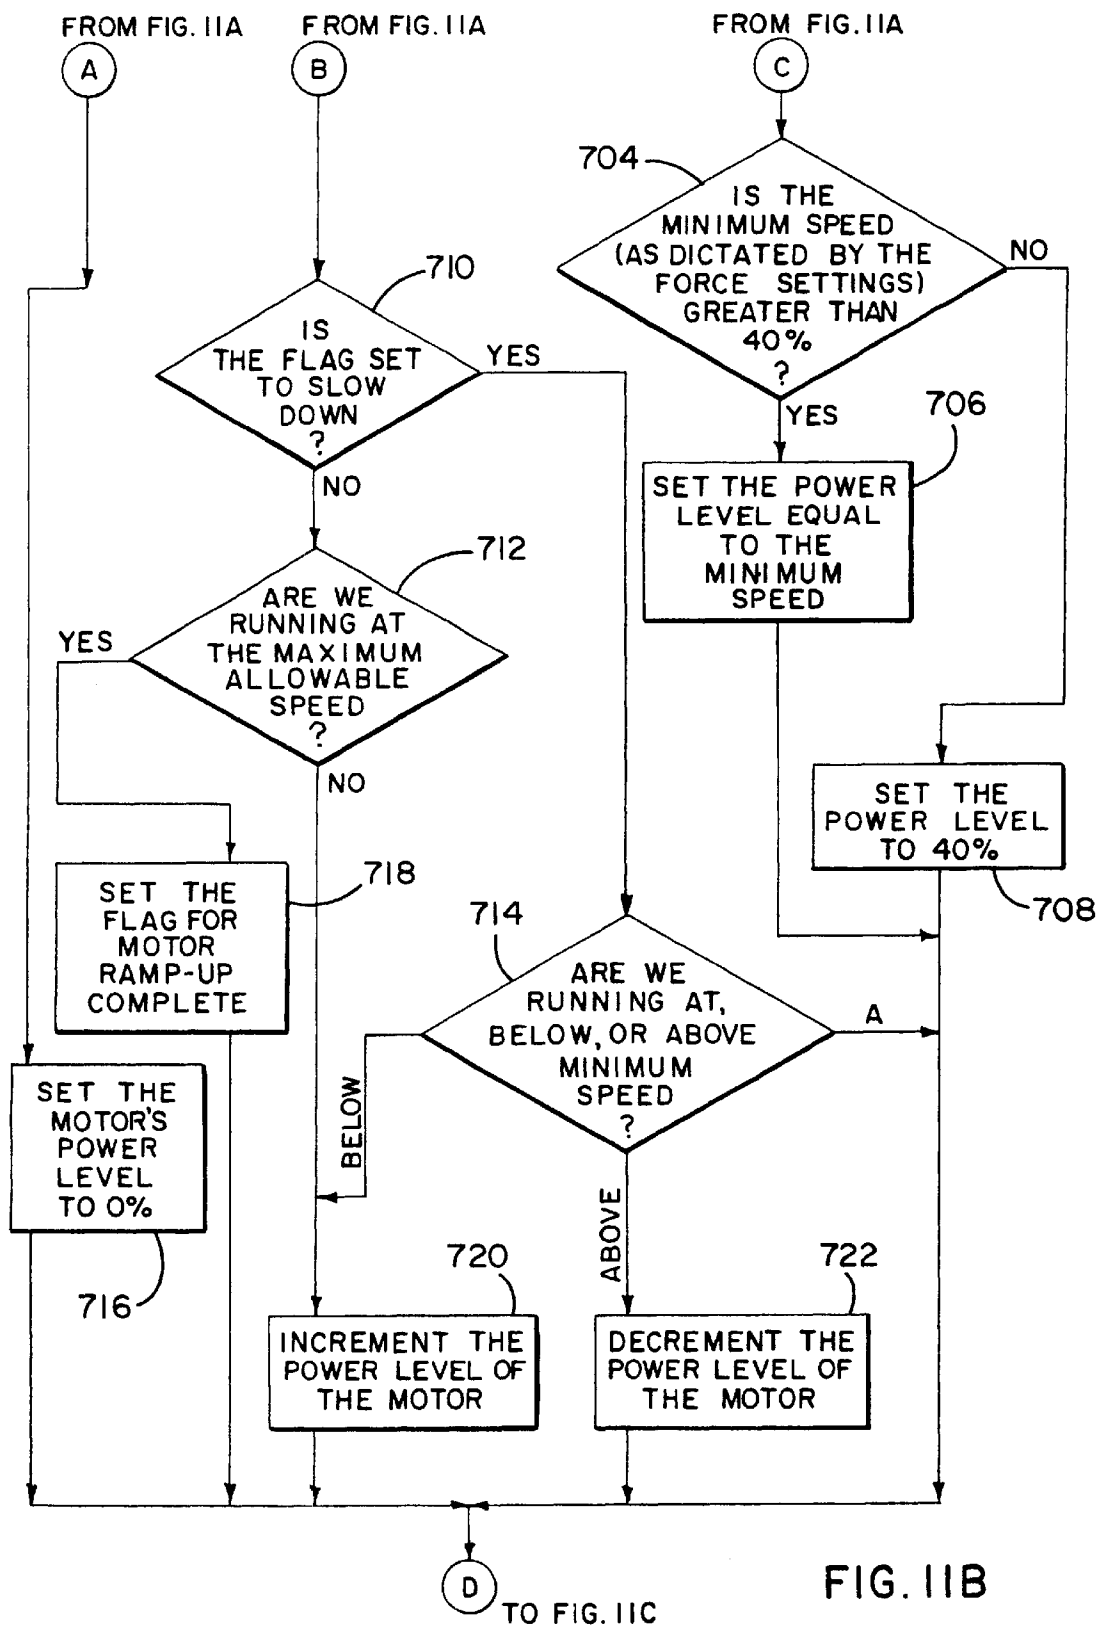 FROM FIG. 11A
A
FROM FIG. 11A
B
FROM FIG. 11A
C
704
IS THE
MINIMUM SPEED
(AS DICTATED BY THE
FORCE SETTINGS)
GREATER THAN
40%
?
NO
YES
710
IS
THE FLAG SET
TO SLOW
DOWN
?
YES
NO
706
SET THE POWER
LEVEL EQUAL
TO THE
MINIMUM
SPEED
712
ARE WE
RUNNING AT
THE MAXIMUM
ALLOWABLE
SPEED
?
YES
NO
SET THE
POWER LEVEL
TO 40%
708
718
SET THE
FLAG FOR
MOTOR
RAMP-UP
COMPLETE
714
ARE WE
RUNNING AT,
BELOW, OR ABOVE
MINIMUM
SPEED
?
A
BELOW
ABOVE
SET THE
MOTOR'S
POWER
LEVEL
TO 0%
716
720
INCREMENT THE
POWER LEVEL OF
THE MOTOR
722
DECREMENT THE
POWER LEVEL OF
THE MOTOR
D
TO FIG. 11C
FIG. 11B